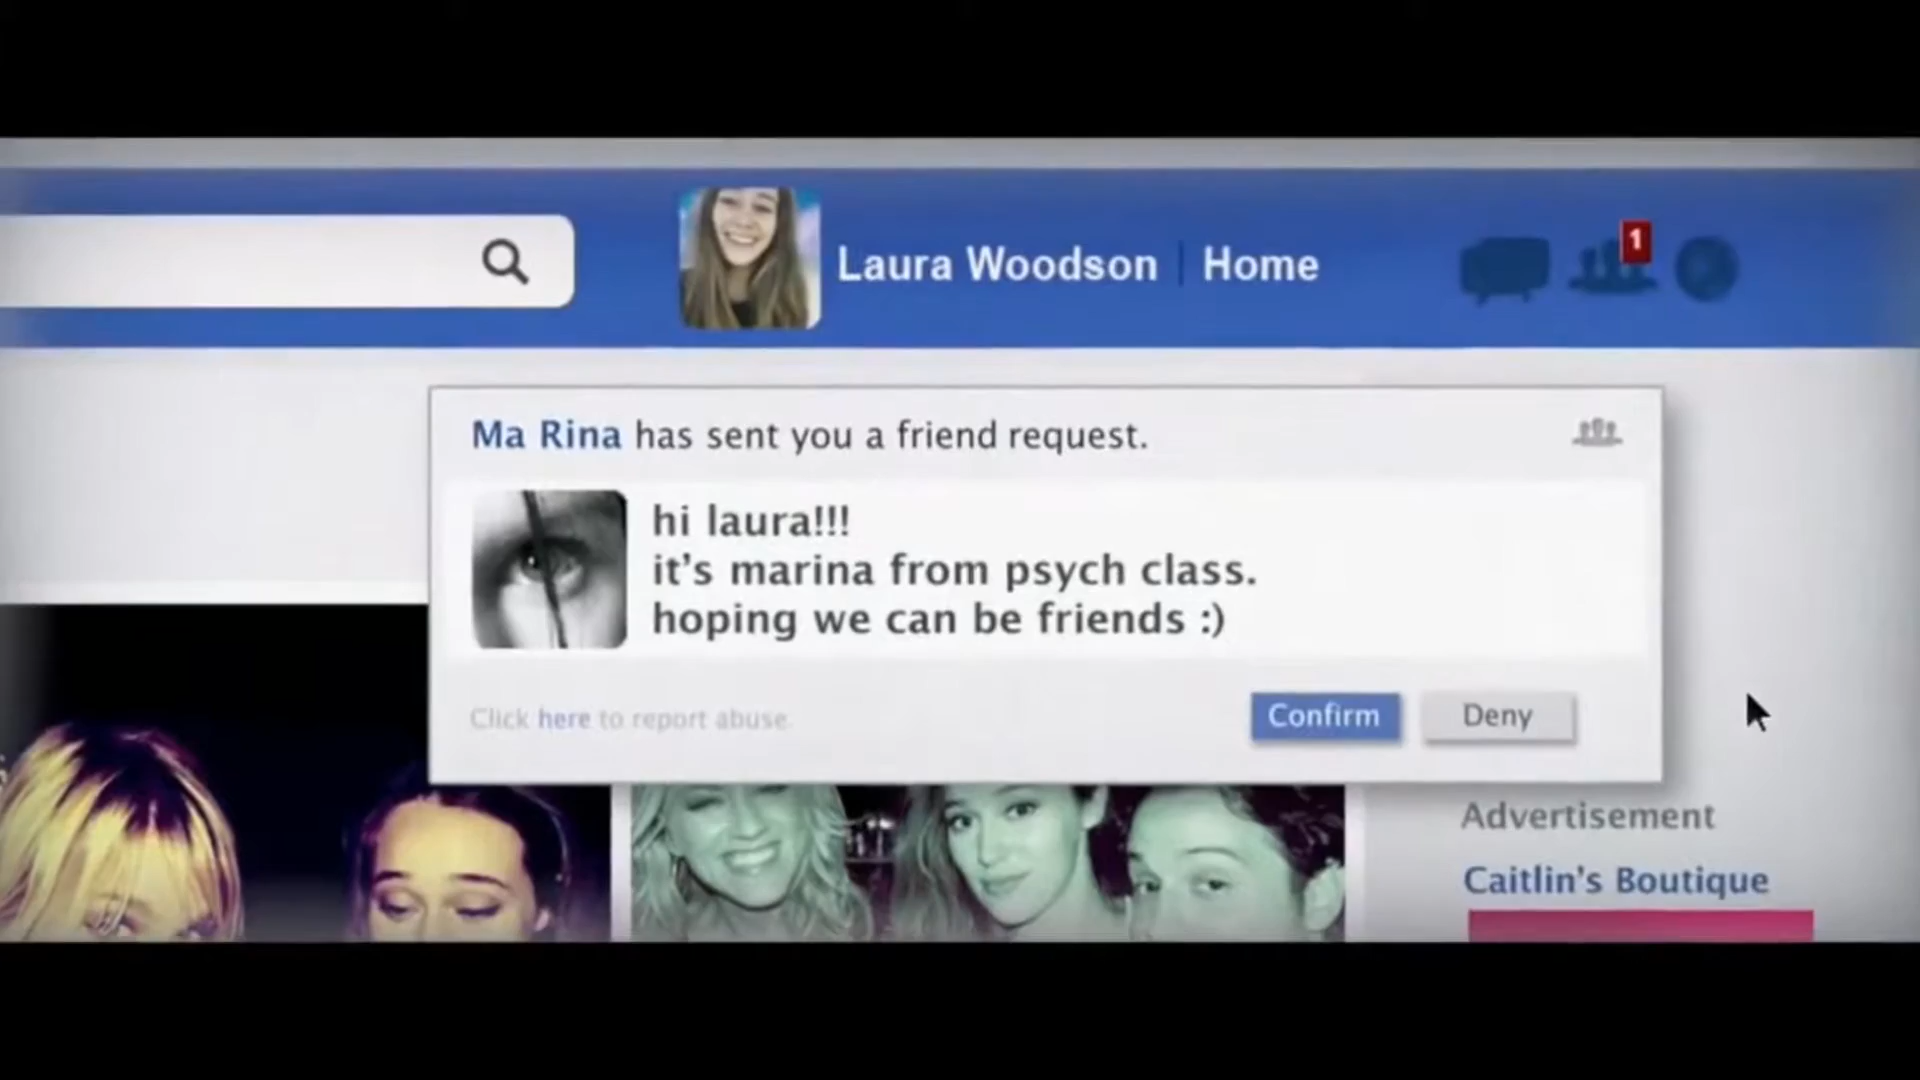 Laura Woodson | Home
1
Ma Rina has sent you a friend request.
hi laura!!!
it's marina from psych class.
hoping we can be friends :)
Click here to report abuse
Confirm
Deny
Advertisement
Caitlin's Boutique